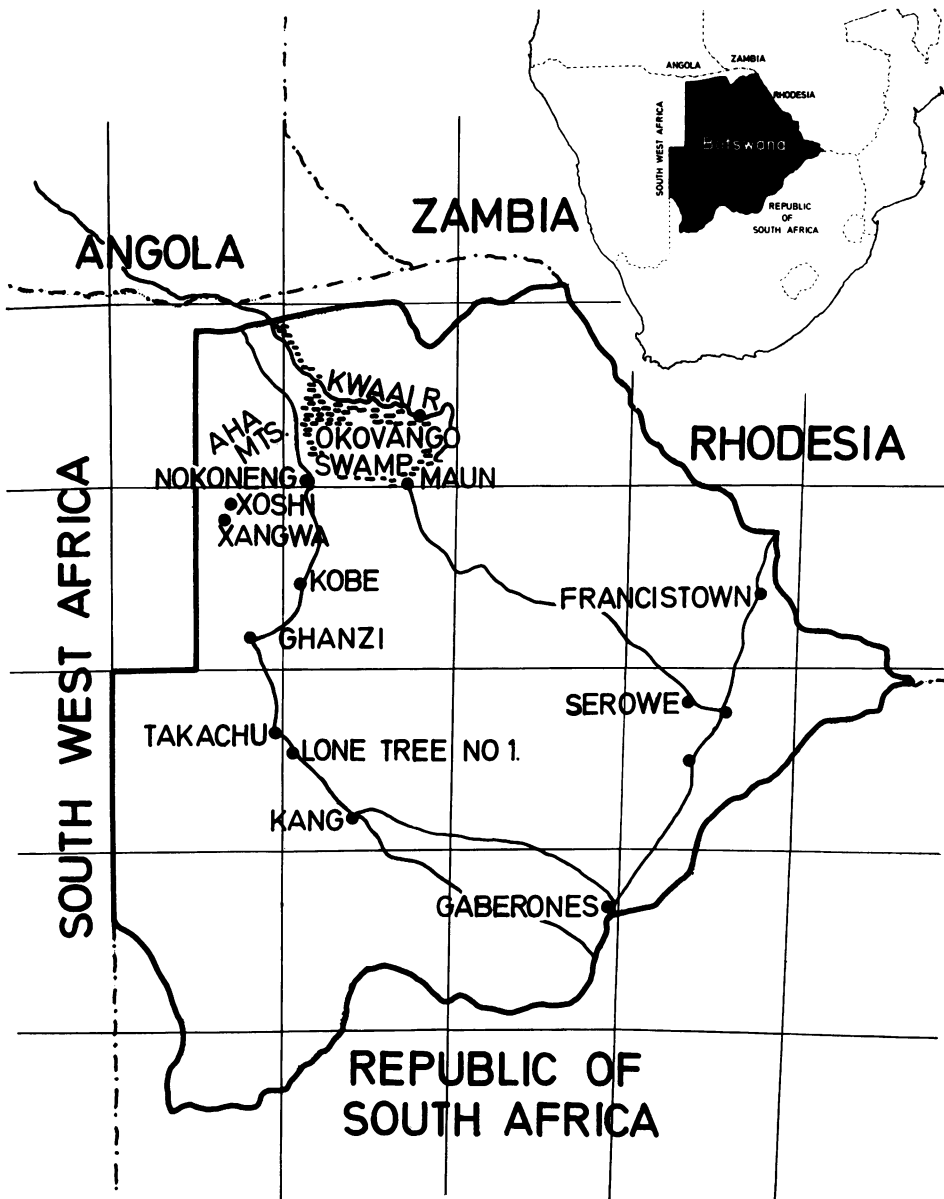 ANGOLA
ZAMBIA
RHODESIA
SOUTH WEST AFRICA
Botswana
REPUBLIC
OF
SOUTH AFRICA
ZAMBIA
ANGOLA
KWAAI R.
AHA
MTS.
OKOVANGO
SWAMP
RHODESIA
NOKONENG
MAUN
XOSHI
XANGWA
KOBE
FRANCISTOWN
GHANZI
SOUTH WEST AFRICA
SEROWE
TAKACHU
LONE TREE NO 1.
KANG
GABERONES
REPUBLIC OF
SOUTH AFRICA